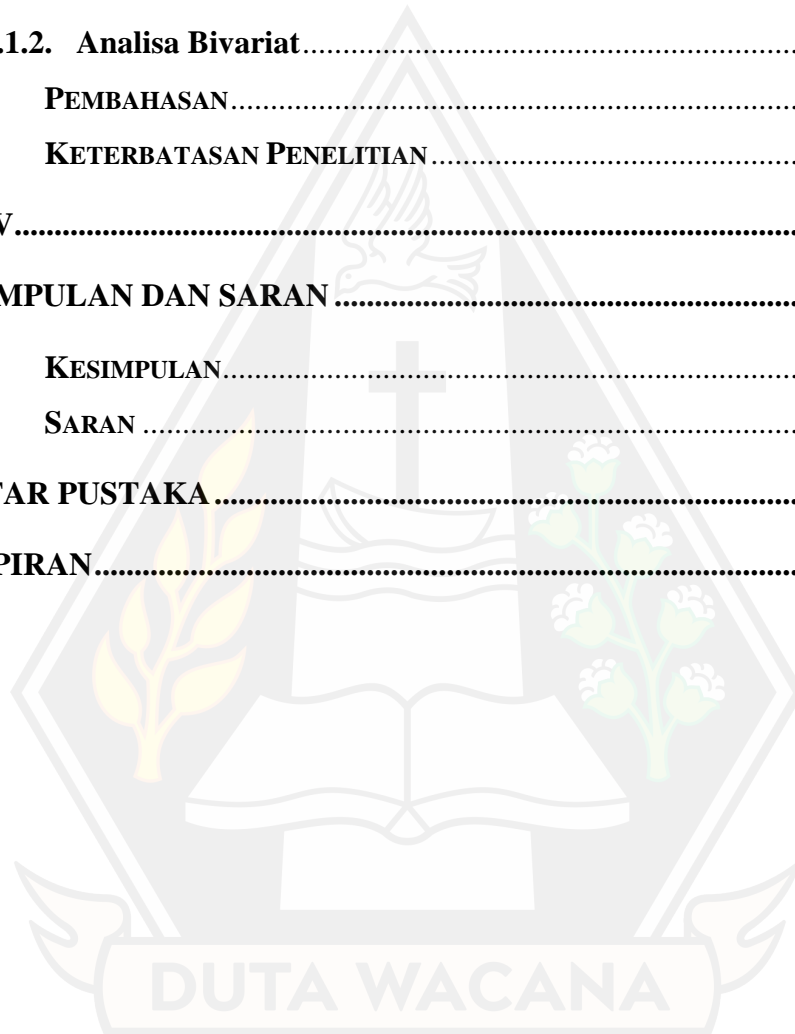 .1.2. Analisa Bivariat..................................................
PEMBAHASAN..................................................
KETERBATASAN PENELITIAN..................................................
V..................................................
MPULAN DAN SARAN..................................................
KESIMPULAN..................................................
SARAN..................................................
TAR PUSTAKA..................................................
PIRAN..................................................
DUTA WACANA